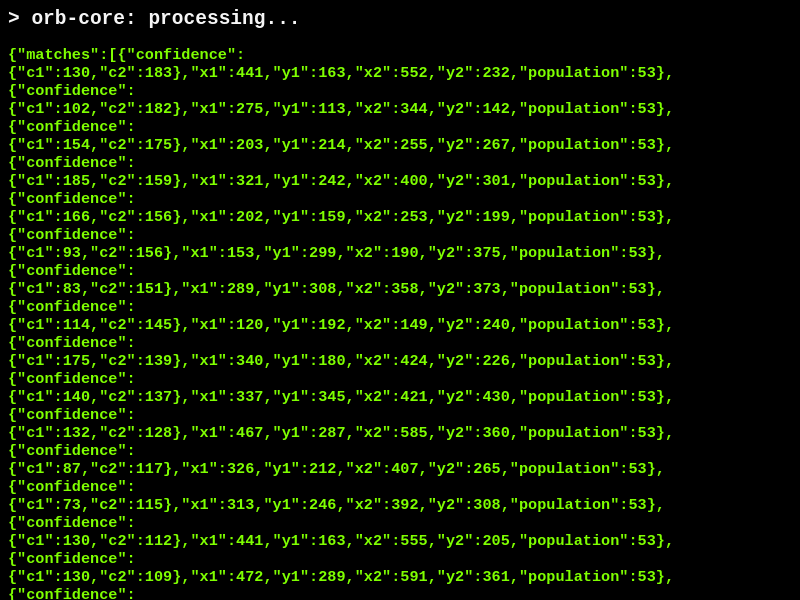 > orb-core: processing...
{"matches":[{"confidence":
{"c1":130,"c2":183},"x1":441,"y1":163,"x2":552,"y2":232,"population":53},
{"confidence":
{"c1":102,"c2":182},"x1":275,"y1":113,"x2":344,"y2":142,"population":53},
{"confidence":
{"c1":154,"c2":175},"x1":203,"y1":214,"x2":255,"y2":267,"population":53},
{"confidence":
{"c1":185,"c2":159},"x1":321,"y1":242,"x2":400,"y2":301,"population":53},
{"confidence":
{"c1":166,"c2":156},"x1":202,"y1":159,"x2":253,"y2":199,"population":53},
{"confidence":
{"c1":93,"c2":156},"x1":153,"y1":299,"x2":190,"y2":375,"population":53},
{"confidence":
{"c1":83,"c2":151},"x1":289,"y1":308,"x2":358,"y2":373,"population":53},
{"confidence":
{"c1":114,"c2":145},"x1":120,"y1":192,"x2":149,"y2":240,"population":53},
{"confidence":
{"c1":175,"c2":139},"x1":340,"y1":180,"x2":424,"y2":226,"population":53},
{"confidence":
{"c1":140,"c2":137},"x1":337,"y1":345,"x2":421,"y2":430,"population":53},
{"confidence":
{"c1":132,"c2":128},"x1":467,"y1":287,"x2":585,"y2":360,"population":53},
{"confidence":
{"c1":87,"c2":117},"x1":326,"y1":212,"x2":407,"y2":265,"population":53},
{"confidence":
{"c1":73,"c2":115},"x1":313,"y1":246,"x2":392,"y2":308,"population":53},
{"confidence":
{"c1":130,"c2":112},"x1":441,"y1":163,"x2":555,"y2":205,"population":53},
{"confidence":
{"c1":130,"c2":109},"x1":472,"y1":289,"x2":591,"y2":361,"population":53},
{"confidence":